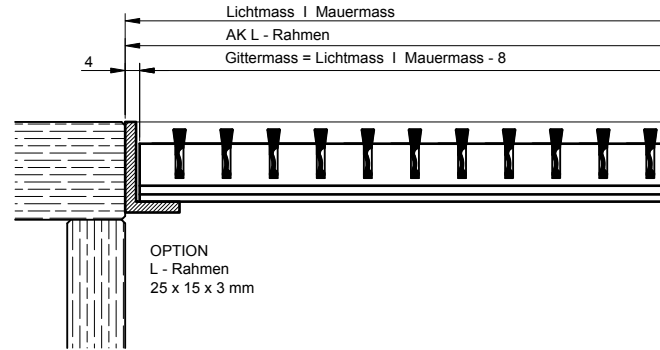 Lichtmass I Mauermass
AK L - Rahmen
4
Gittermass = Lichtmass I Mauermass - 8
OPTION
L - Rahmen
25 x 15 x 3 mm